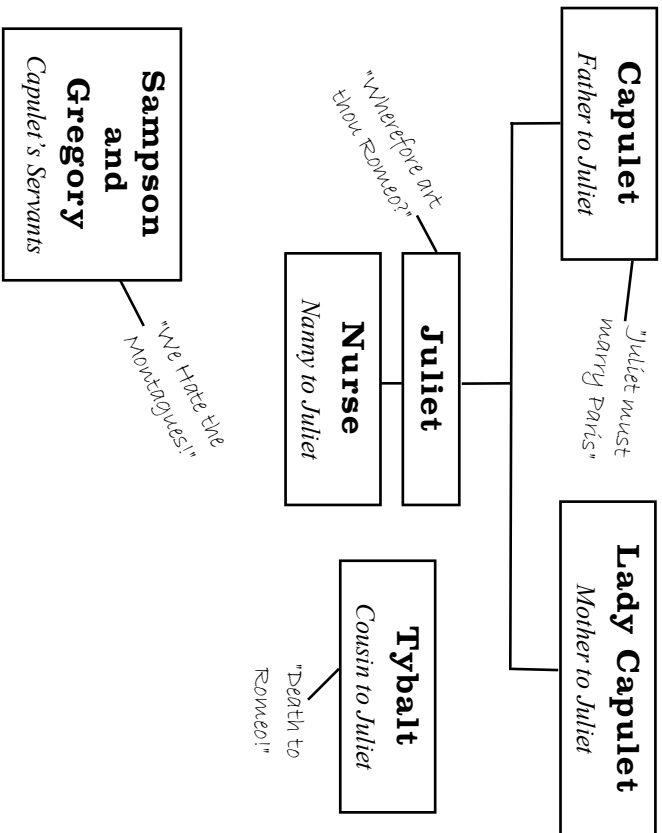 Capulet
Father to Juliet
"Juliet must
marry Paris"
Lady Capulet
Mother to Juliet
"Wherefore art
thou Romeo?"
Juliet
Nurse
Nanny to Juliet
Tybalt
Cousin to Juliet
"Death to
Romeo!"
Sampson
and
Gregory
Capulet's Servants
"We Hate the
Montagues!"